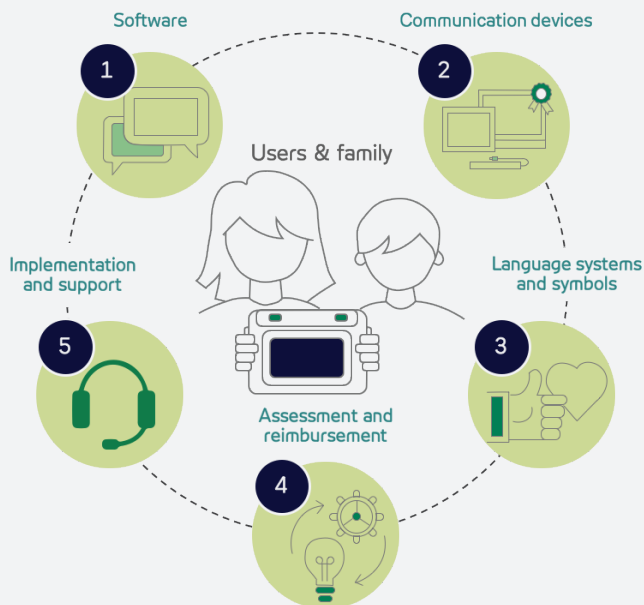 Software
1
Communication devices
2
Users & family
Language systems
and symbols
3
Assessment and
reimbursement
4
Implementation
and support
5